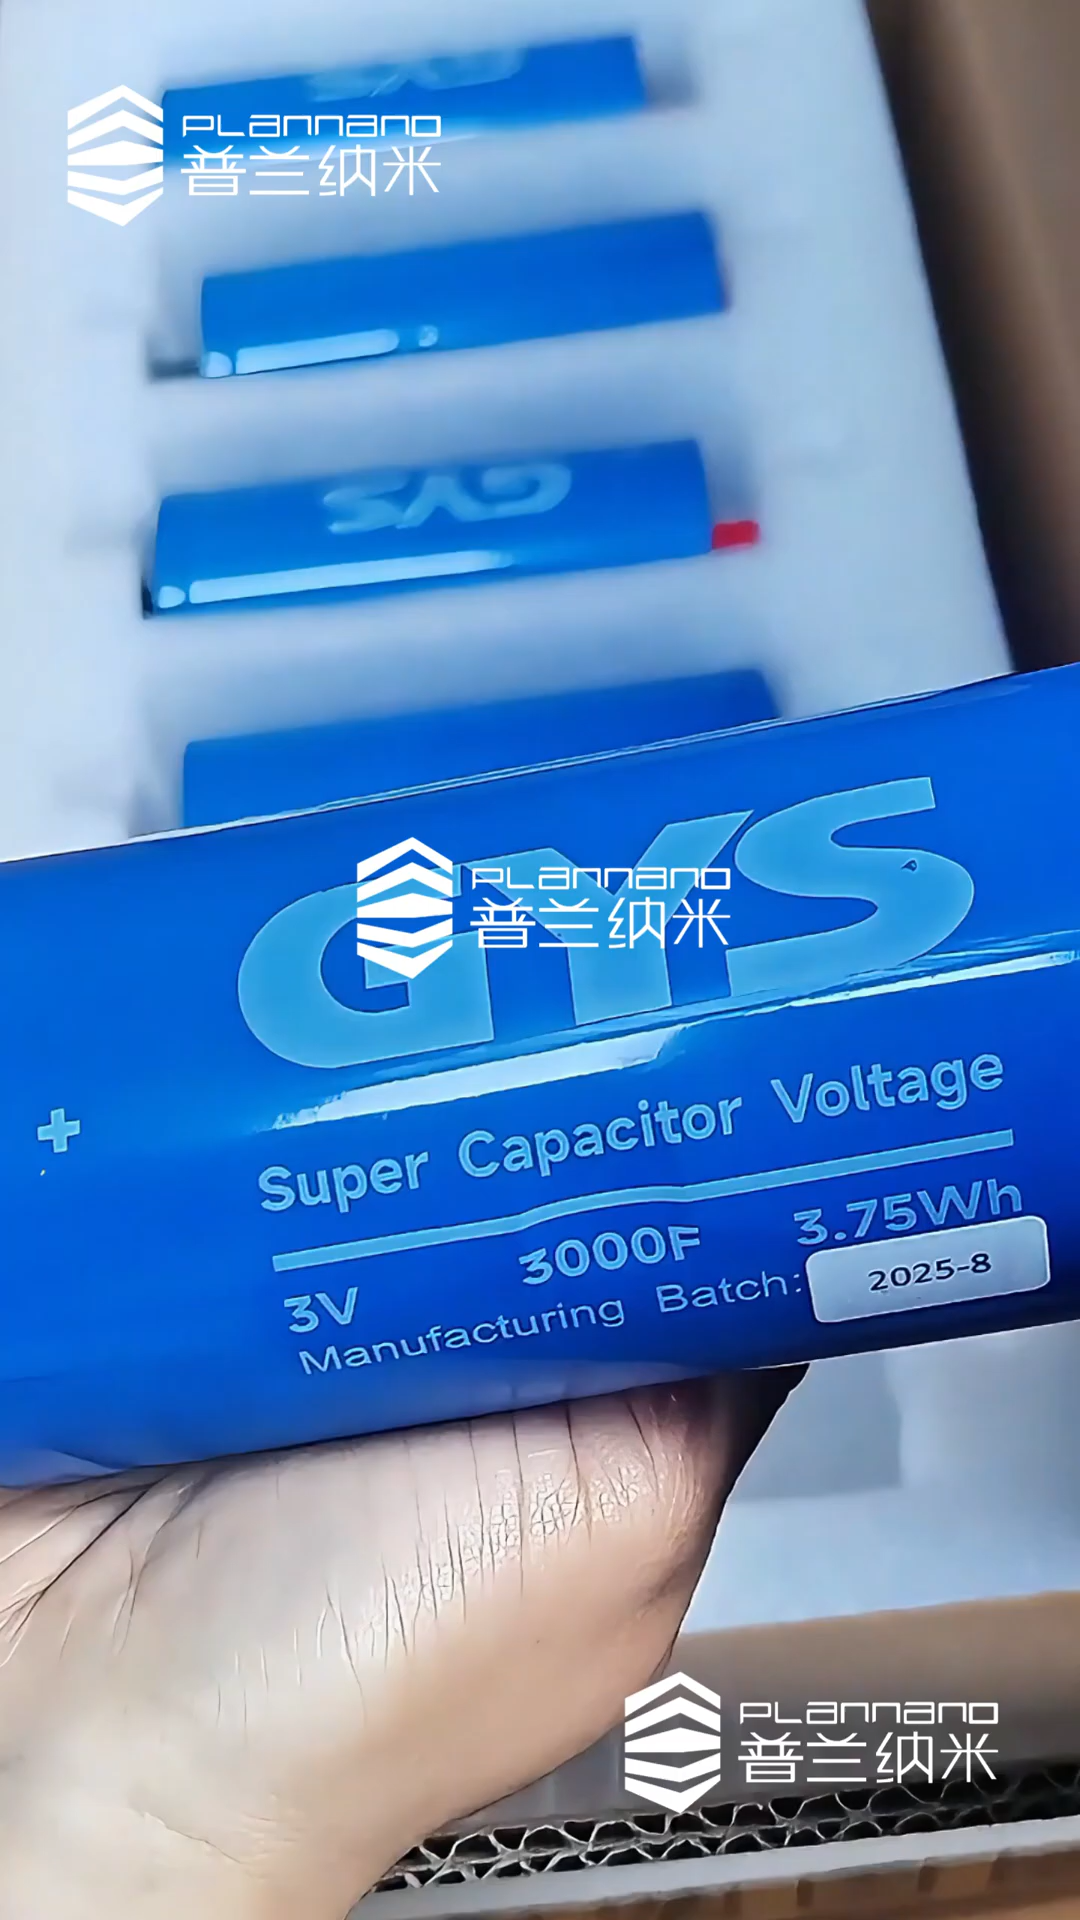 PLANNANO
普兰纳米
GYS
GYS
PLANNANO
普兰纳米
+
Super Capacitor Voltage
3V 3000F 3.75Wh
Manufacturing Batch: 2025-8
PLANNANO
普兰纳米